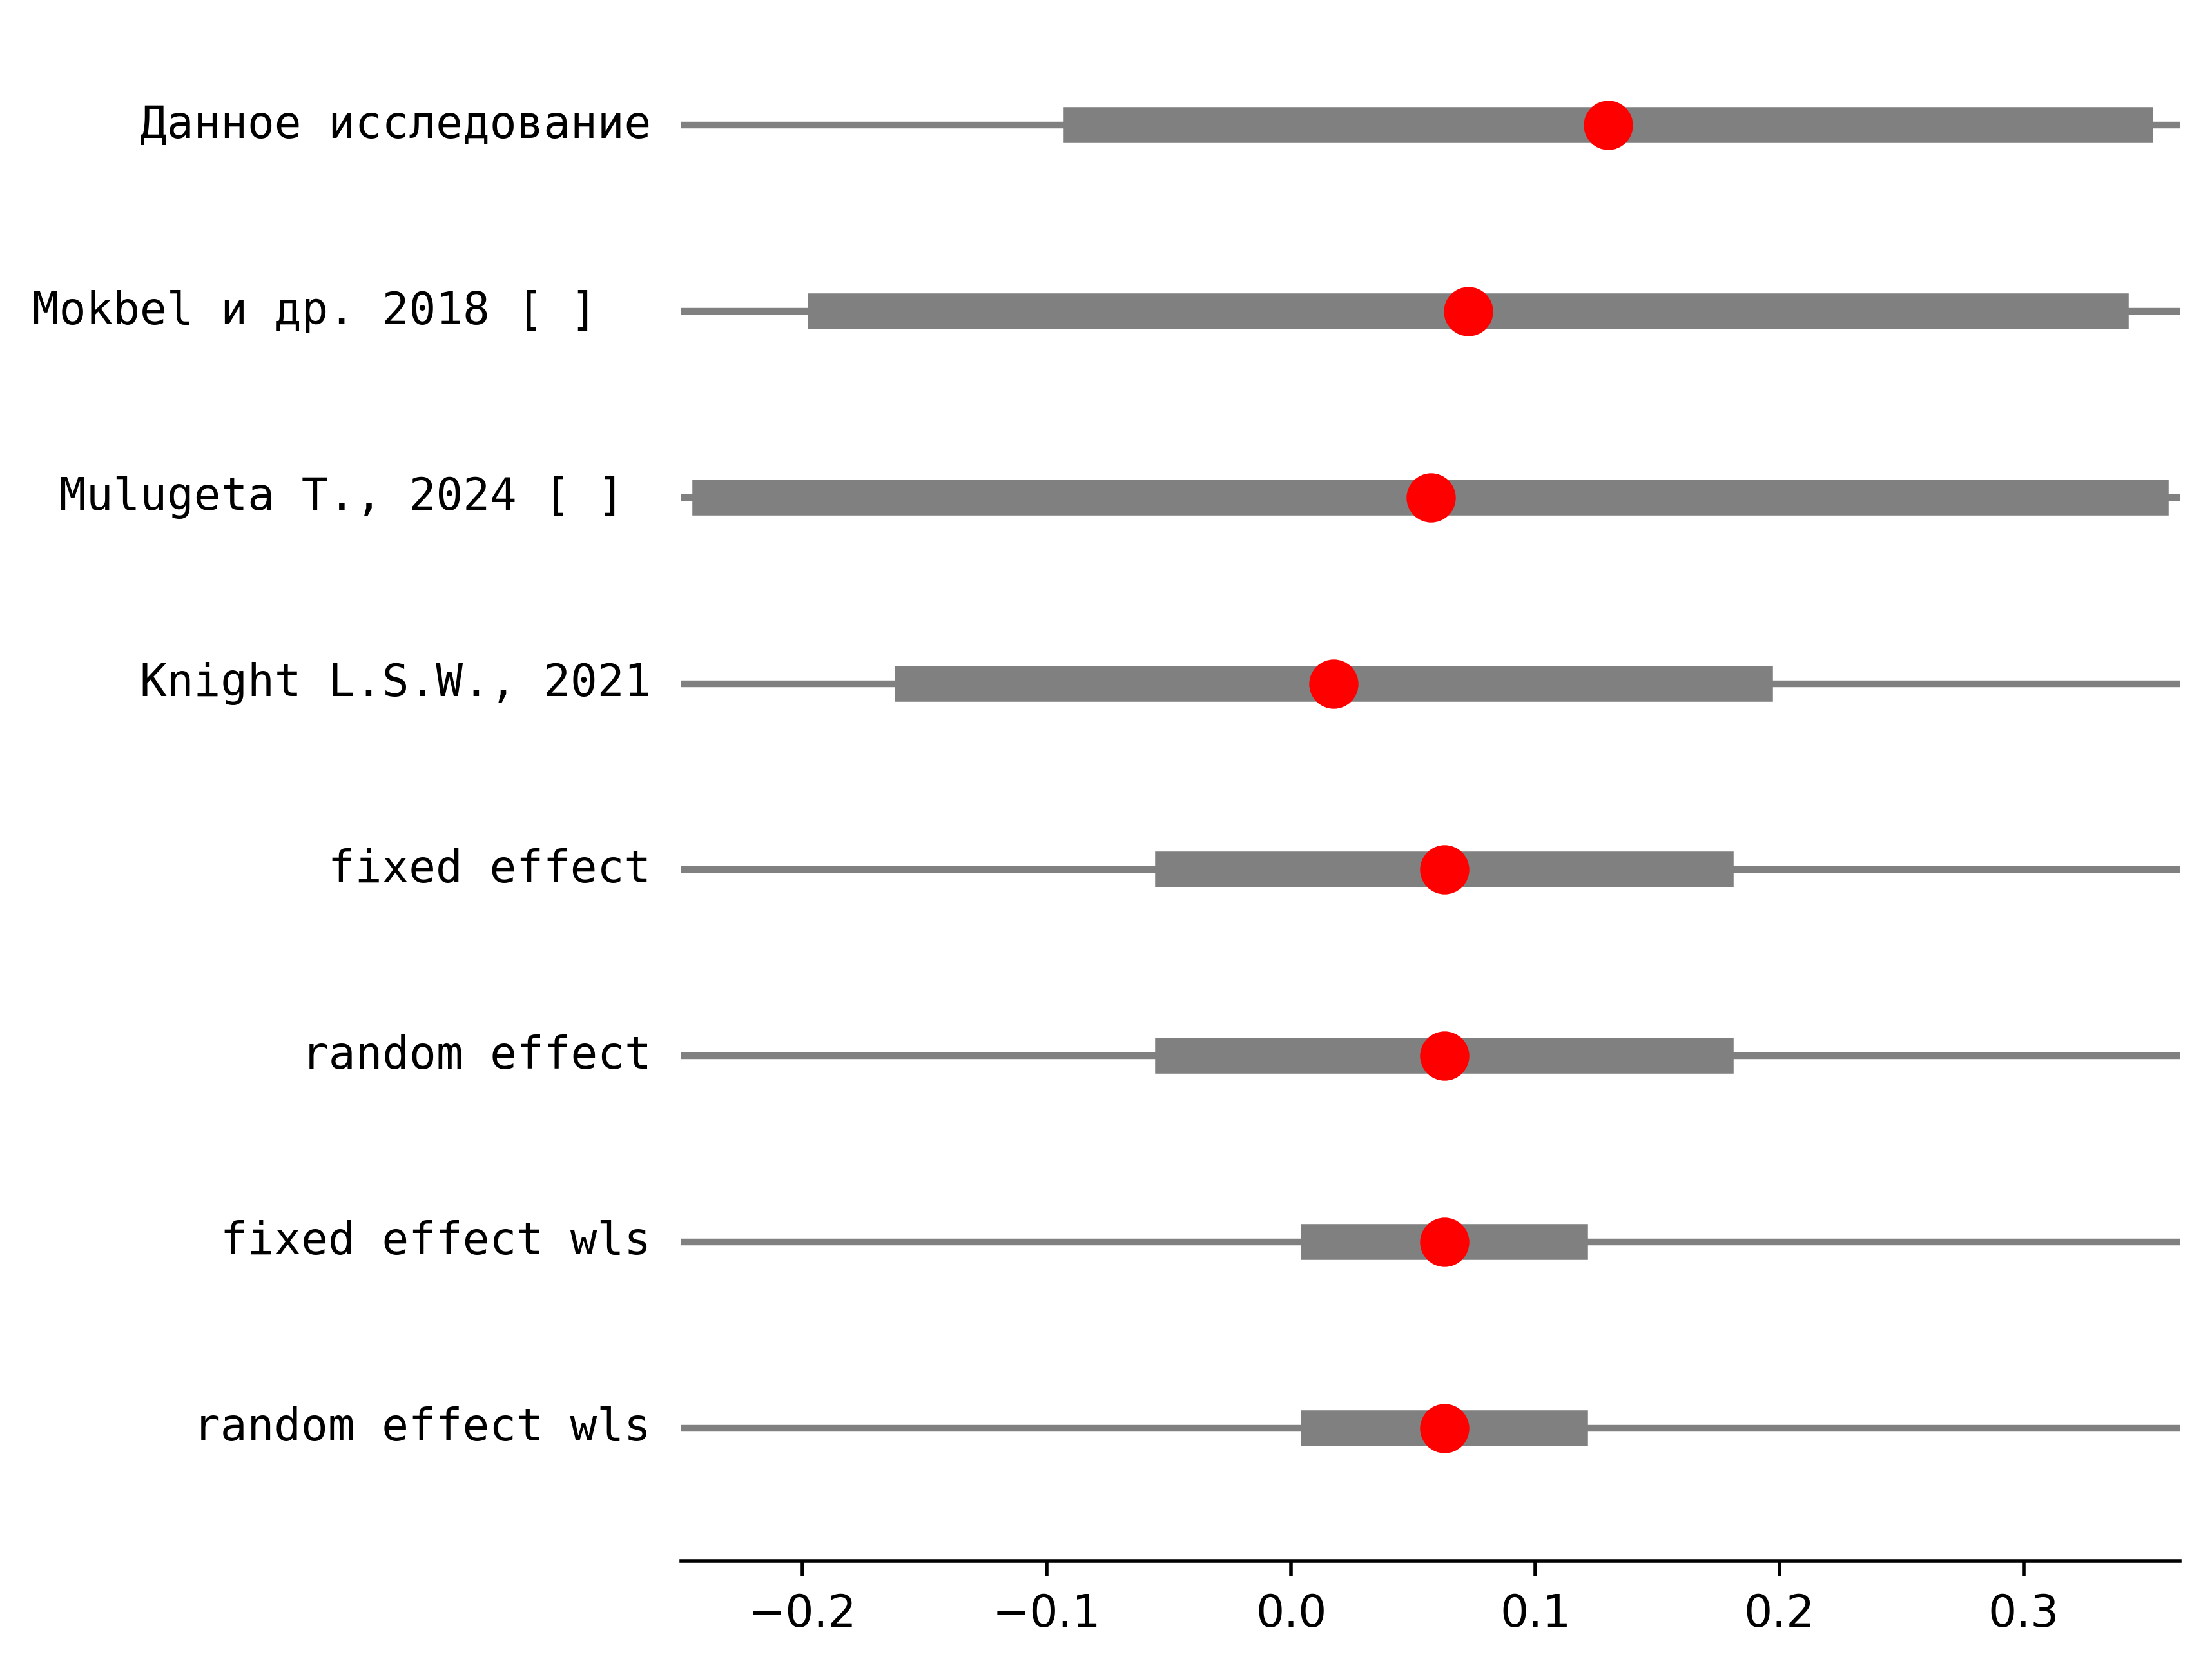 Данное исследование
Mokbel и др. 2018 [ ]
Mulugeta T., 2024 [ ]
Knight L.S.W., 2021
fixed effect
random effect
fixed effect wls
random effect wls
−0.2 −0.1 0.0 0.1 0.2 0.3